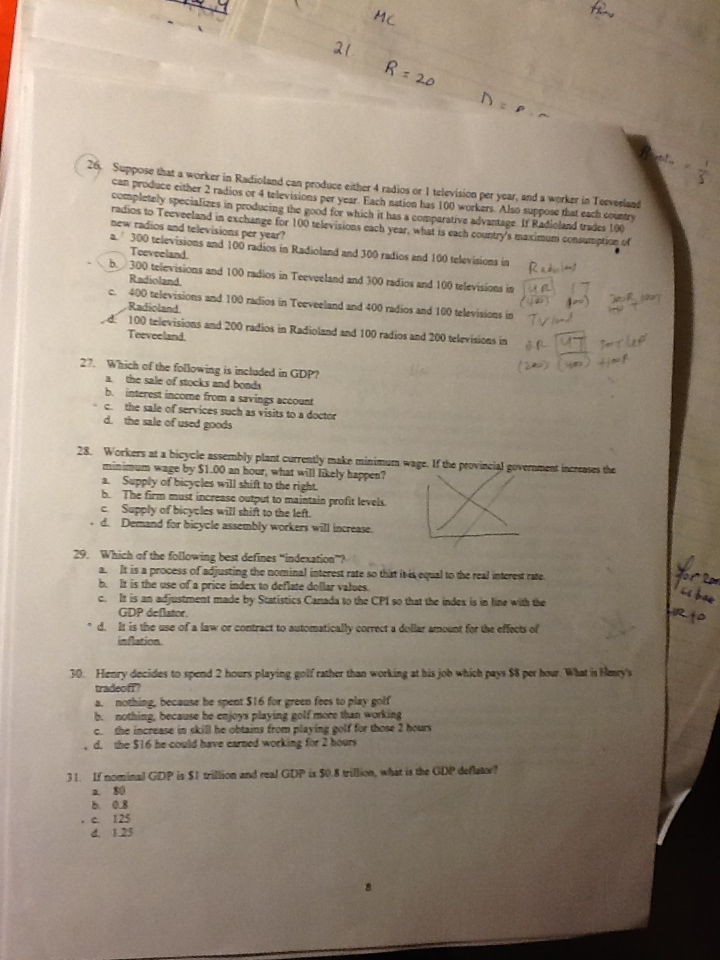 MC
21
R = 20
26. Suppose that a worker in Radioland can produce either 4 radios or 1 television per year, and a worker in Teeveeland
can produce either 2 radios or 4 televisions per year. Each nation has 100 workers. Also suppose that each country
completely specializes in producing the good for which it has a comparative advantage. If Radioland trades 100
radios to Teeveeland in exchange for 100 televisions each year, what is each country's maximum consumption of
new radios and televisions per year?
a. 300 televisions and 100 radios in Radioland and 300 radios and 100 televisions in
Teeveeland.
b. 300 televisions and 100 radios in Teeveeland and 300 radios and 100 televisions in
Radioland.
c. 400 televisions and 100 radios in Teeveeland and 400 radios and 100 televisions in
Radioland.
d. 100 televisions and 200 radios in Radioland and 100 radios and 200 televisions in
Teeveeland.
Radioland
4R 1T
(400) (100)
TVland
2R 4T
(200) (400)
27. Which of the following is included in GDP?
a. the sale of stocks and bonds
b. interest income from a savings account
c. the sale of services such as visits to a doctor
d. the sale of used goods
28. Workers at a bicycle assembly plant currently make minimum wage. If the provincial government increases the
minimum wage by $1.00 an hour, what will likely happen?
a. Supply of bicycles will shift to the right.
b. The firm must increase output to maintain profit levels.
c. Supply of bicycles will shift to the left.
d. Demand for bicycle assembly workers will increase.
29. Which of the following best defines "indexation"?
a. It is a process of adjusting the nominal interest rate so that it is equal to the real interest rate.
b. It is the use of a price index to deflate dollar values.
c. It is an adjustment made by Statistics Canada to the CPI so that the index is in line with the
GDP deflator.
d. It is the use of a law or contract to automatically correct a dollar amount for the effects of
inflation.
30. Henry decides to spend 2 hours playing golf rather than working at his job which pays $8 per hour. What is Henry's
tradeoff?
a. nothing, because he spent $16 for green fees to play golf
b. nothing, because he enjoys playing golf more than working
c. the increase in skill he obtains from playing golf for those 2 hours
d. the $16 he could have earned working for 2 hours
31. If nominal GDP is $1 trillion and real GDP is $0.8 trillion, what is the GDP deflator?
a. 80
b. 0.8
c. 125
d. 1.25
8